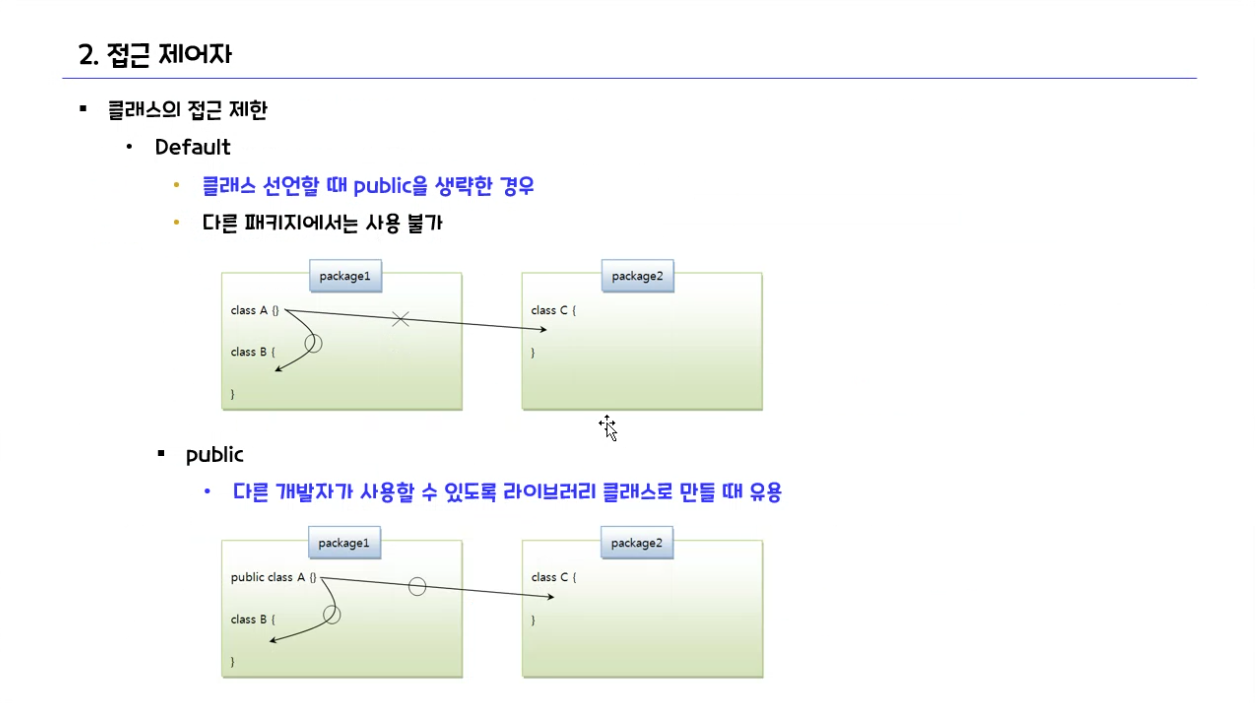 2. 접근 제어자
▪ 클래스의 접근 제한
• Default
• 클래스 선언할 때 public을 생략한 경우
• 다른 패키지에서는 사용 불가
package1
class A {}
class B {
}
package2
class C {
}
▪ public
• 다른 개발자가 사용할 수 있도록 라이브러리 클래스로 만들 때 유용
package1
public class A {}
class B {
}
package2
class C {
}